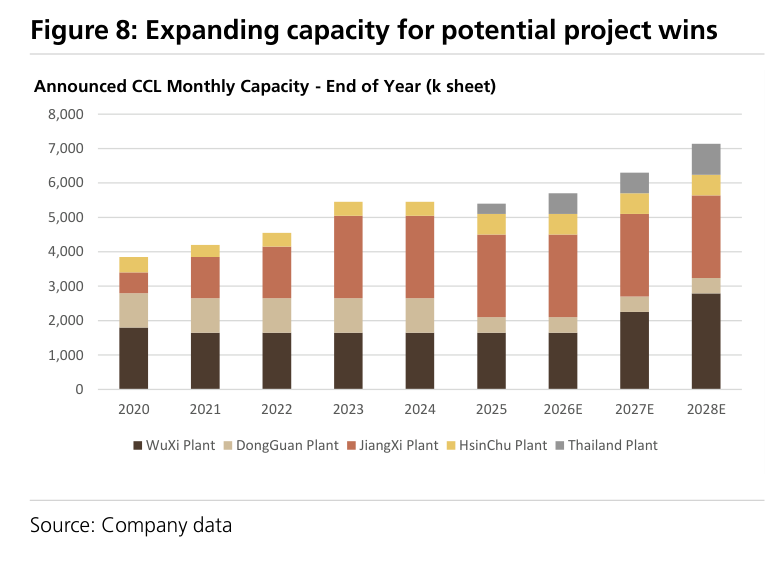 Figure 8: Expanding capacity for potential project wins
Announced CCL Monthly Capacity - End of Year (k sheet)
8,000
7,000
6,000
5,000
4,000
3,000
2,000
1,000
0
2020 2021 2022 2023 2024 2025 2026E 2027E 2028E
WuXi Plant DongGuan Plant JiangXi Plant HsinChu Plant Thailand Plant
Source: Company data